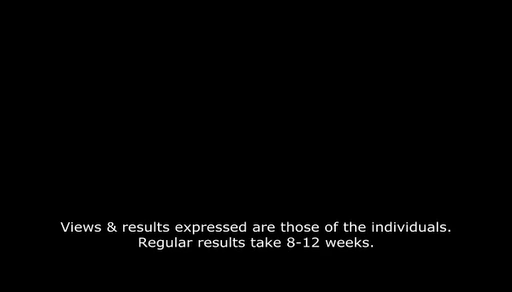 Views & results expressed are those of the individuals.
Regular results take 8-12 weeks.